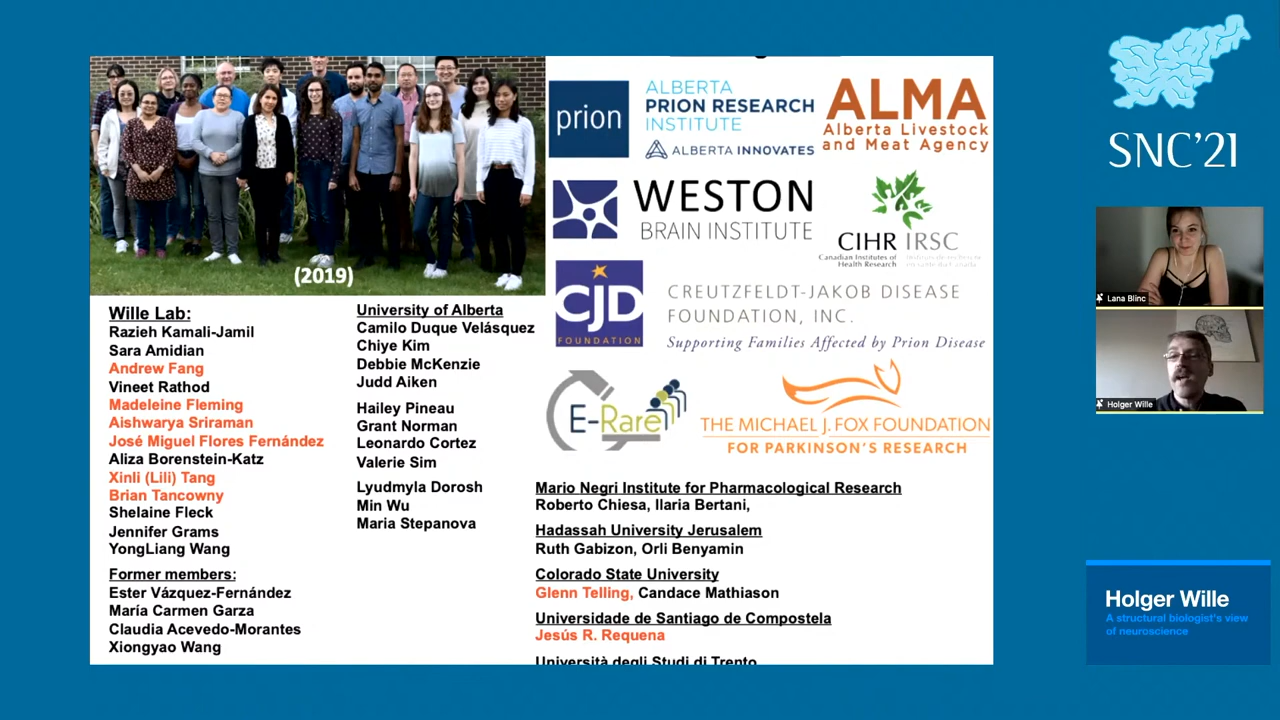 (2019)
Wille Lab:
Razieh Kamali-Jamil
Sara Amidian
Andrew Fang
Vineet Rathod
Madeleine Fleming
Aishwarya Sriraman
José Miguel Flores Fernández
Aliza Borenstein-Katz
Xinli (Lili) Tang
Brian Tancowny
Shelaine Fleck
Jennifer Grams
YongLiang Wang
Former members:
Ester Vázquez-Fernández
María Carmen Garza
Claudia Acevedo-Morantes
Xiongyao Wang
University of Alberta
Camilo Duque Velásquez
Chiye Kim
Debbie McKenzie
Judd Aiken
Hailey Pineau
Grant Norman
Leonardo Cortez
Valerie Sim
Lyudmyla Dorosh
Min Wu
Maria Stepanova
prion
ALBERTA
PRION RESEARCH
INSTITUTE
ALBERTA INNOVATES
ALMA
Alberta Livestock
and Meat Agency
WESTON
BRAIN INSTITUTE
CIHR IRSC
Canadian Institutes of
Health Research
CJD
FOUNDATION
CREUTZFELDT-JAKOB DISEASE
FOUNDATION, INC.
Supporting Families Affected by Prion Disease
E-Rare
THE MICHAEL J. FOX FOUNDATION
FOR PARKINSON'S RESEARCH
Mario Negri Institute for Pharmacological Research
Roberto Chiesa, Ilaria Bertani,
Hadassah University Jerusalem
Ruth Gabizon, Orli Benyamin
Colorado State University
Glenn Telling, Candace Mathiason
Universidade de Santiago de Compostela
Jesús R. Requena
Università degli Studi di Trento
SNC'21
Lana Blinc
Holger Wille
Holger Wille
A structural biologist's view
of neuroscience